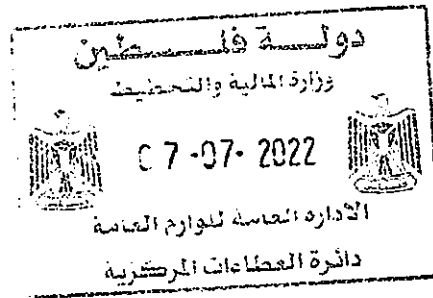 دولة فلسطين
وزارة المالية والتخطيط
07-07-2022
الادارة العامة للوازم العامة
دائرة العطاءات المركزية